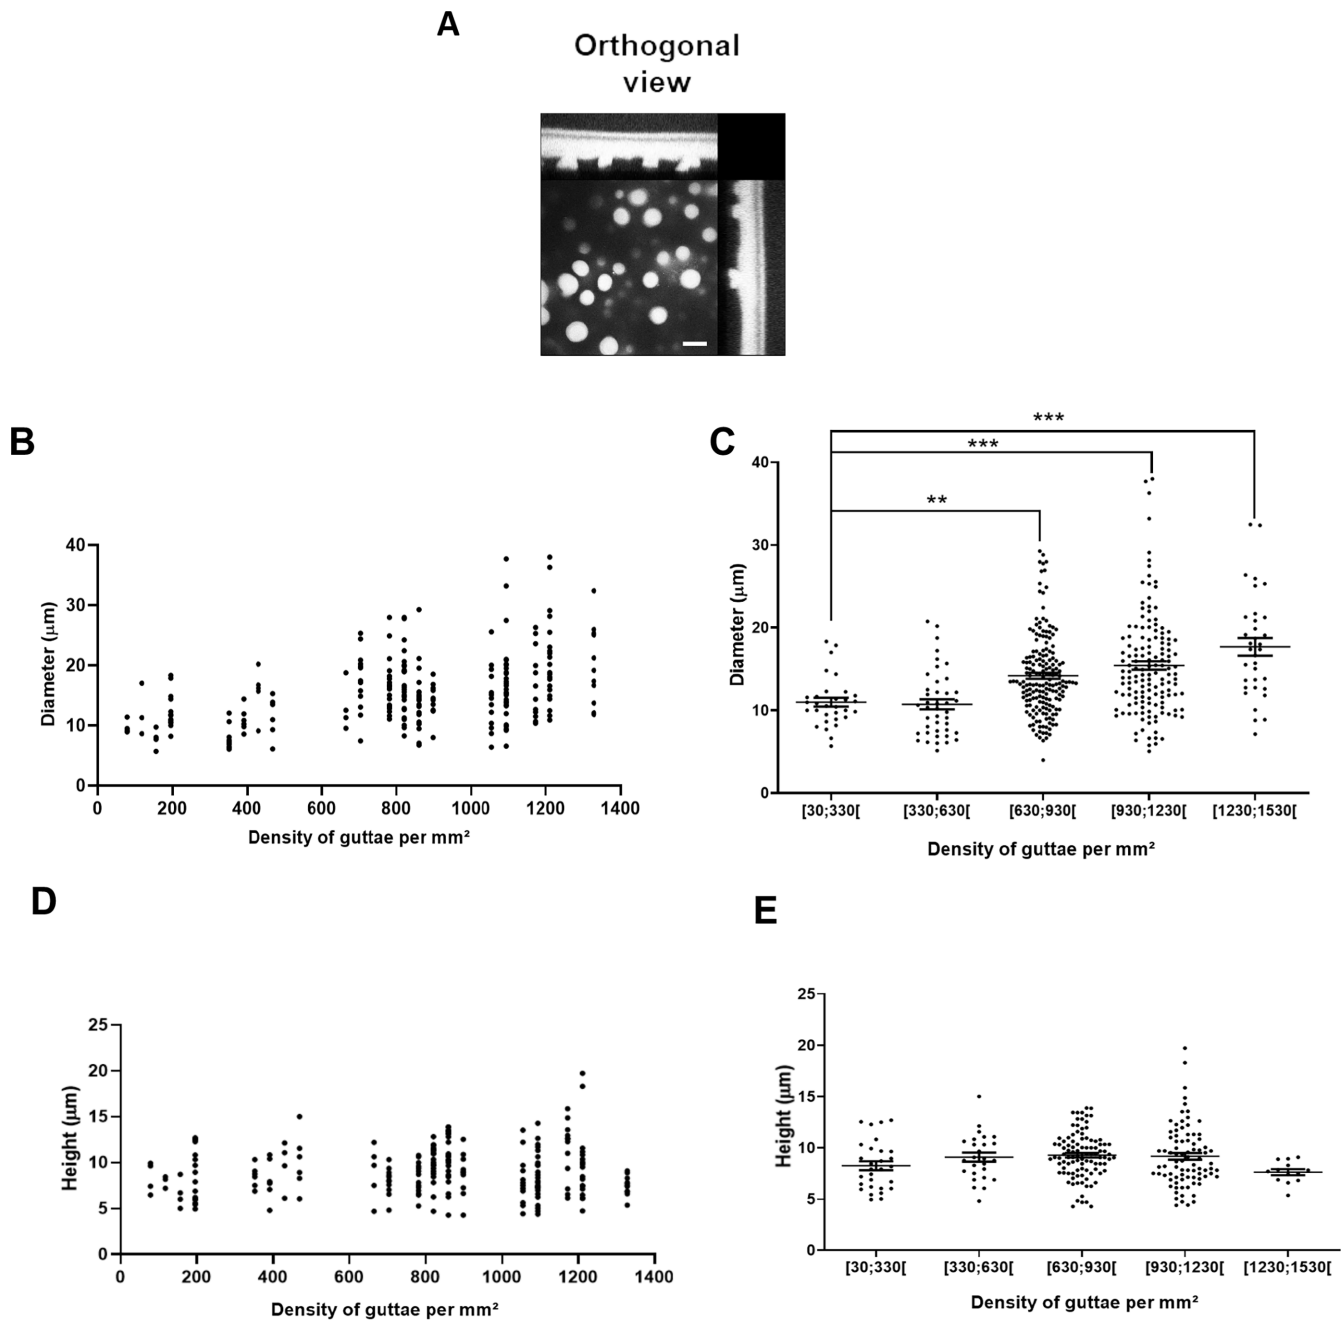 A
Orthogonal
view
B
40
30
20
10
0
Diameter (µm)
0 200 400 600 800 1000 1200 1400
Density of guttae per mm²
C
***
***
**
40
30
20
10
0
Diameter (µm)
[30;330[ [330;630[ [630;930[ [930;1230[ [1230;1530[
Density of guttae per mm²
D
25
20
15
10
5
0
Height (µm)
0 200 400 600 800 1000 1200 1400
Density of guttae per mm²
E
25
20
15
10
5
0
Height (µm)
[30;330[ [330;630[ [630;930[ [930;1230[ [1230;1530[
Density of guttae per mm²